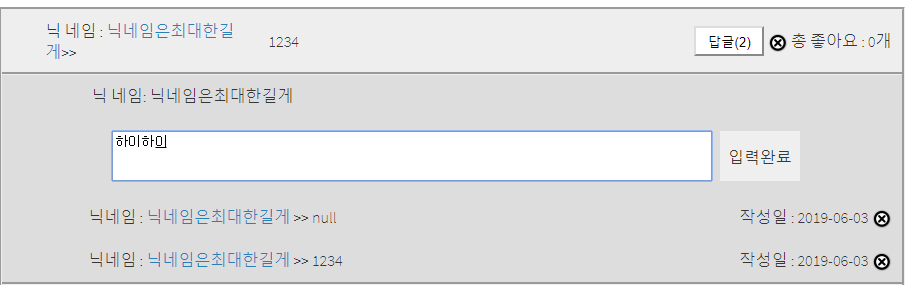 닉 네임 : 닉네임은최대한길
게>>
1234
답글(2) 총 좋아요 : 0개
닉 네임: 닉네임은최대한길게
하이하이
입력완료
닉네임 : 닉네임은최대한길게 >> null 작성일 : 2019-06-03
닉네임 : 닉네임은최대한길게 >> 1234 작성일 : 2019-06-03